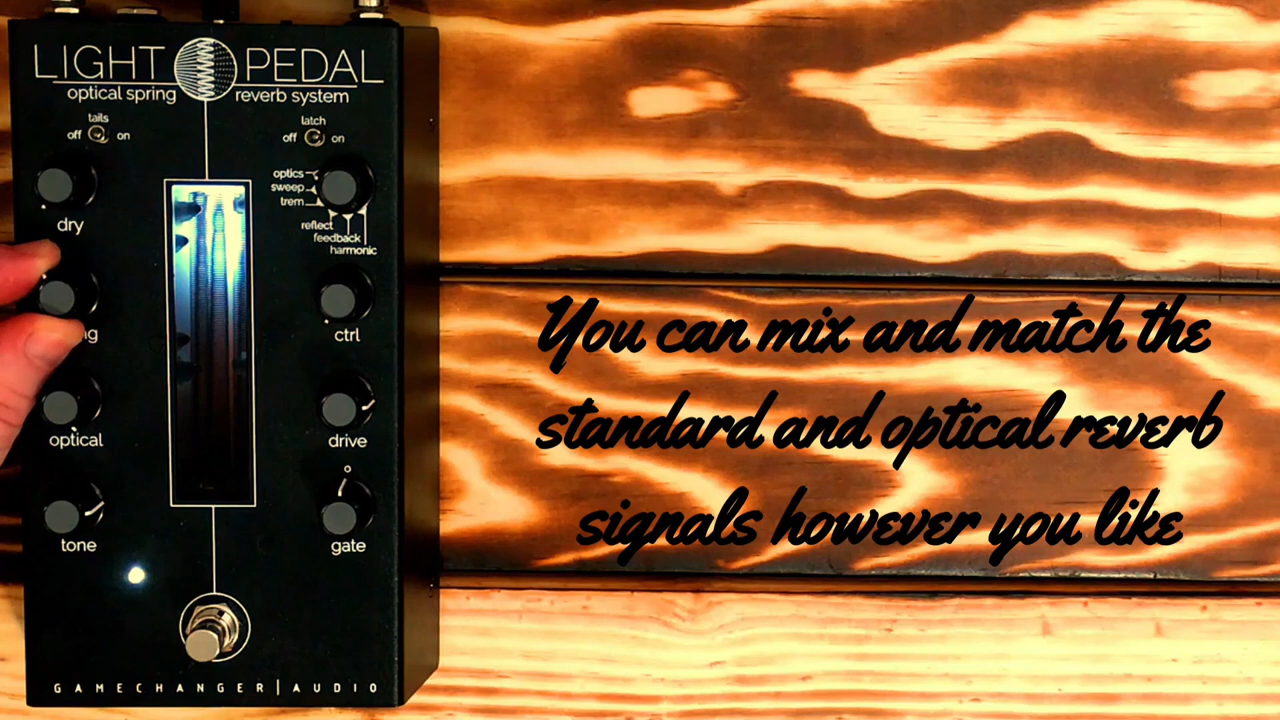 LIGHT PEDAL
optical spring reverb system
tails
off on
latch
off on
optics
sweep
trem
reflect
feedback
harmonic
dry
ctrl
optical
drive
o
tone
gate
GAMECHANGER | AUDIO
You can mix and match the
standard and optical reverb
signals however you like